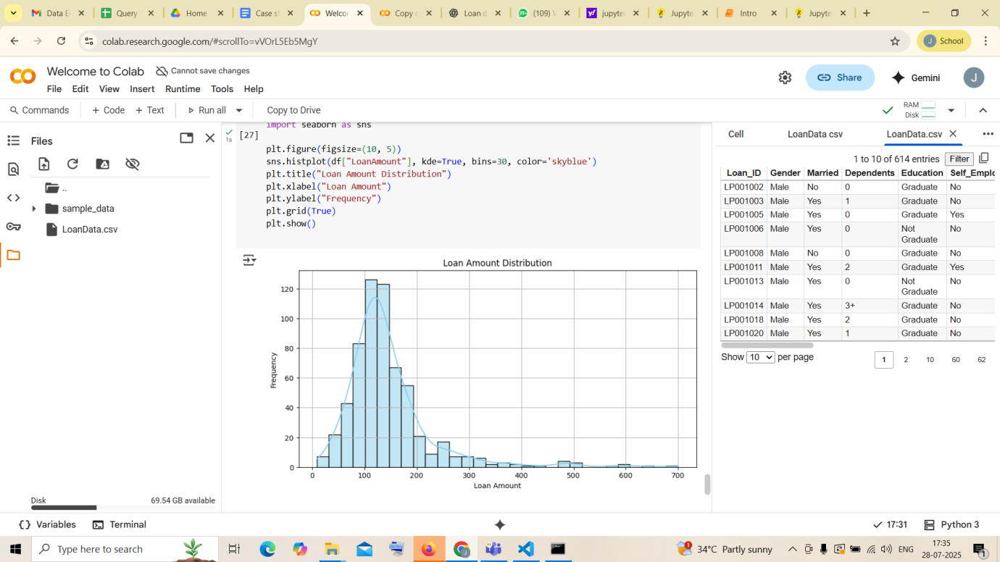 Data E
Query
Home
Case s
Welcor
Copy o
Loan d
(109) W
jupyte
Jupyte
Intro
Jupyte
colab.research.google.com/#scrollTo=vVOrL5Eb5MgY
School
Welcome to Colab
Cannot save changes
File Edit View Insert Runtime Tools Help
Share
Gemini
J
Commands + Code + Text Run all Copy to Drive
RAM
Disk
Files
..
sample_data
LoanData.csv
Disk 69.54 GB available
[27]
1s
import seaborn as sns
plt.figure(figsize=(10, 5))
sns.histplot(df["LoanAmount"], kde=True, bins=30, color='skyblue')
plt.title("Loan Amount Distribution")
plt.xlabel("Loan Amount")
plt.ylabel("Frequency")
plt.grid(True)
plt.show()
Loan Amount Distribution
Frequency
120
100
80
60
40
20
0
0 100 200 300 400 500 600 700
Loan Amount
Cell LoanData csv LoanData.csv
1 to 10 of 614 entries Filter
Loan_ID Gender Married Dependents Education Self_Emplo
LP001002 Male No 0 Graduate No
LP001003 Male Yes 1 Graduate No
LP001005 Male Yes 0 Graduate Yes
LP001006 Male Yes 0 Not Graduate No
LP001008 Male No 0 Graduate No
LP001011 Male Yes 2 Graduate Yes
LP001013 Male Yes 0 Not Graduate No
LP001014 Male Yes 3+ Graduate No
LP001018 Male Yes 2 Graduate No
LP001020 Male Yes 1 Graduate No
Show 10 per page
1 2 10 60 62
Variables Terminal
17:31 Python 3
Type here to search
34°C Partly sunny
ENG
17:35
28-07-2025